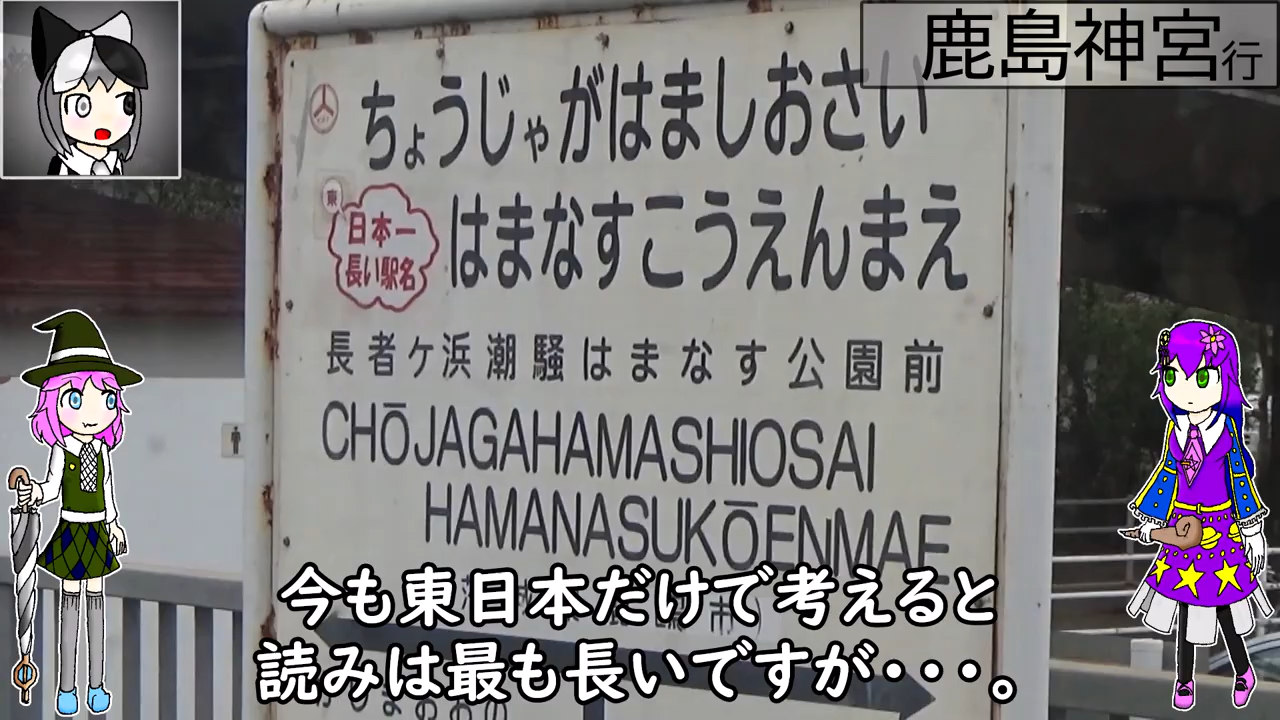 鹿島神宮行
ちょうじゃがはましおさい
東
日本一
長い駅名
はまなすこうえんまえ
長者ケ浜潮騒はまなす公園前
CHŌJAGAHAMASHIOSAI
HAMANASUKŌENMAE
今も東日本だけで考えると
読みは最も長いですが・・・。